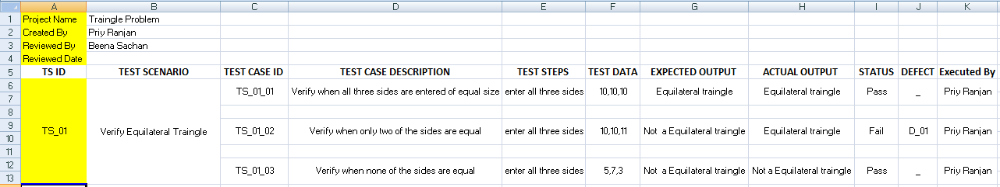 A B C D E F G H I J K
1 Project Name Traingle Problem
2 Created By Priy Ranjan
3 Reviewed By Beena Sachan
4 Reviewed Date
5 TS ID TEST SCENARIO TEST CASE ID TEST CASE DESCRIPTION TEST STEPS TEST DATA EXPECTED OUTPUT ACTUAL OUTPUT STATUS DEFECT Executed By
6
TS_01_01 Verify when all three sides are entered of equal size enter all three sides 10,10,10 Equilateral traingle Equilateral traingle Pass _ Priy Ranjan
7
8
9 TS_01 Verify Equilateral Traingle TS_01_02 Verify when only two of the sides are equal enter all three sides 10,10,11 Not a Equilateral traingle Equilateral traingle Fail D_01 Priy Ranjan
10
11
12
TS_01_03 Verify when none of the sides are equal enter all three sides 5,7,3 Not a Equilateral traingle Not a Equilateral traingle Pass _ Priy Ranjan
13